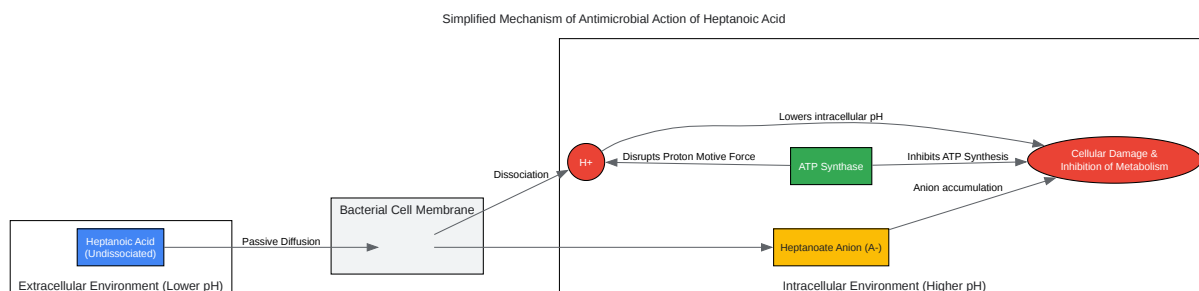 Simplified Mechanism of Antimicrobial Action of Heptanoic Acid
Lowers intracellular pH
H+
Disrupts Proton Motive Force
ATP Synthase
Inhibits ATP Synthesis
Cellular Damage &
Inhibition of Metabolism
Dissociation
Anion accumulation
Bacterial Cell Membrane
Heptanoic Acid
(Undissociated)
Passive Diffusion
Heptanoate Anion (A-)
Extracellular Environment (Lower pH)
Intracellular Environment (Higher pH)